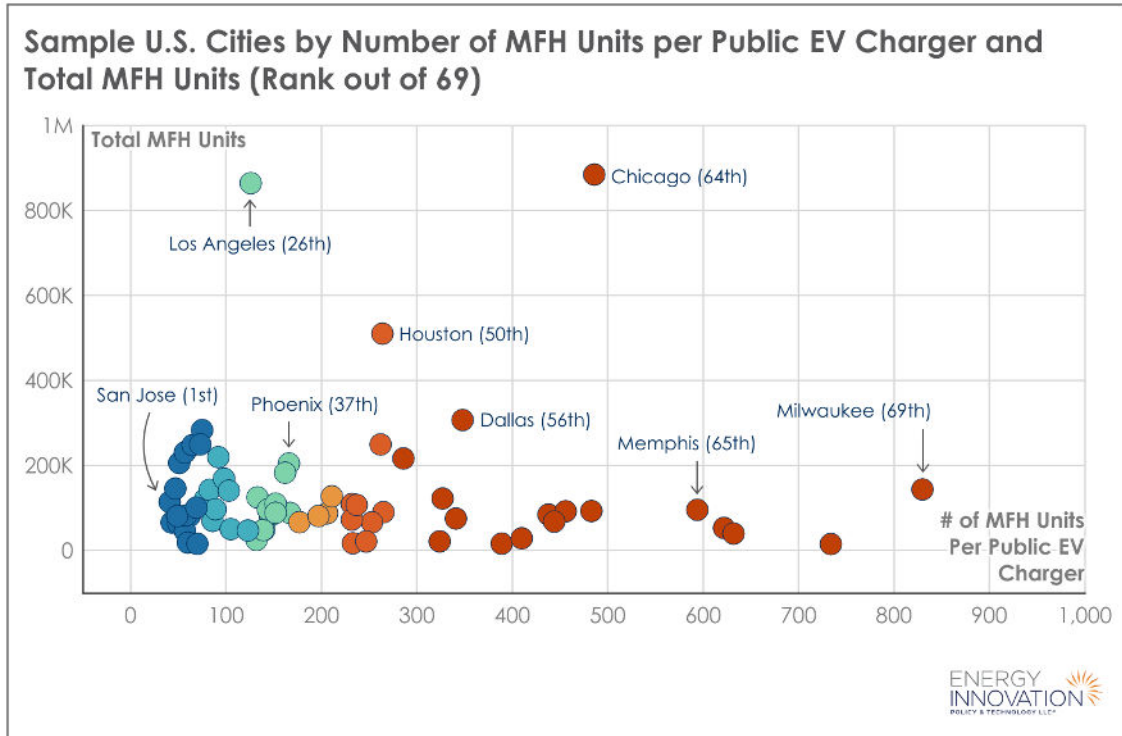 Sample U.S. Cities by Number of MFH Units per Public EV Charger and
Total MFH Units (Rank out of 69)
1M
Total MFH Units
Chicago (64th)
800K
Los Angeles (26th)
600K
Houston (50th)
400K
San Jose (1st)
Phoenix (37th)
Dallas (56th)
Milwaukee (69th)
Memphis (65th)
200K
# of MFH Units
Per Public EV
Charger
0
0 100 200 300 400 500 600 700 800 900 1,000
ENERGY
INNOVATION
POLICY & TECHNOLOGY LLC®